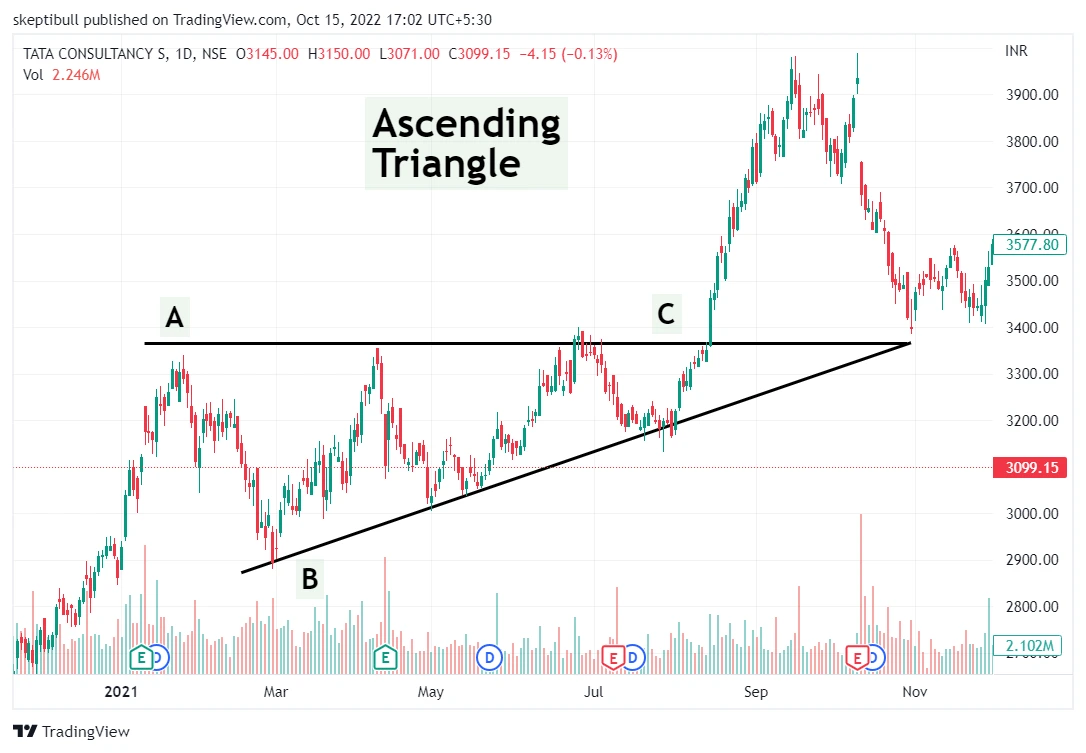 skeptibull published on TradingView.com, Oct 15, 2022 17:02 UTC+5:30
TATA CONSULTANCY S, 1D, NSE O3145.00 H3150.00 L3071.00 C3099.15 −4.15 (−0.13%)
INR
Vol 2.246M
3900.00
Ascending
Triangle
3800.00
3700.00
3600.00
3577.80
3500.00
A
C
3400.00
3300.00
3200.00
3099.15
3000.00
2900.00
B
2800.00
2.102M
E
D
E
D
E
D
E
D
2021
Mar
May
Jul
Sep
Nov
TradingView